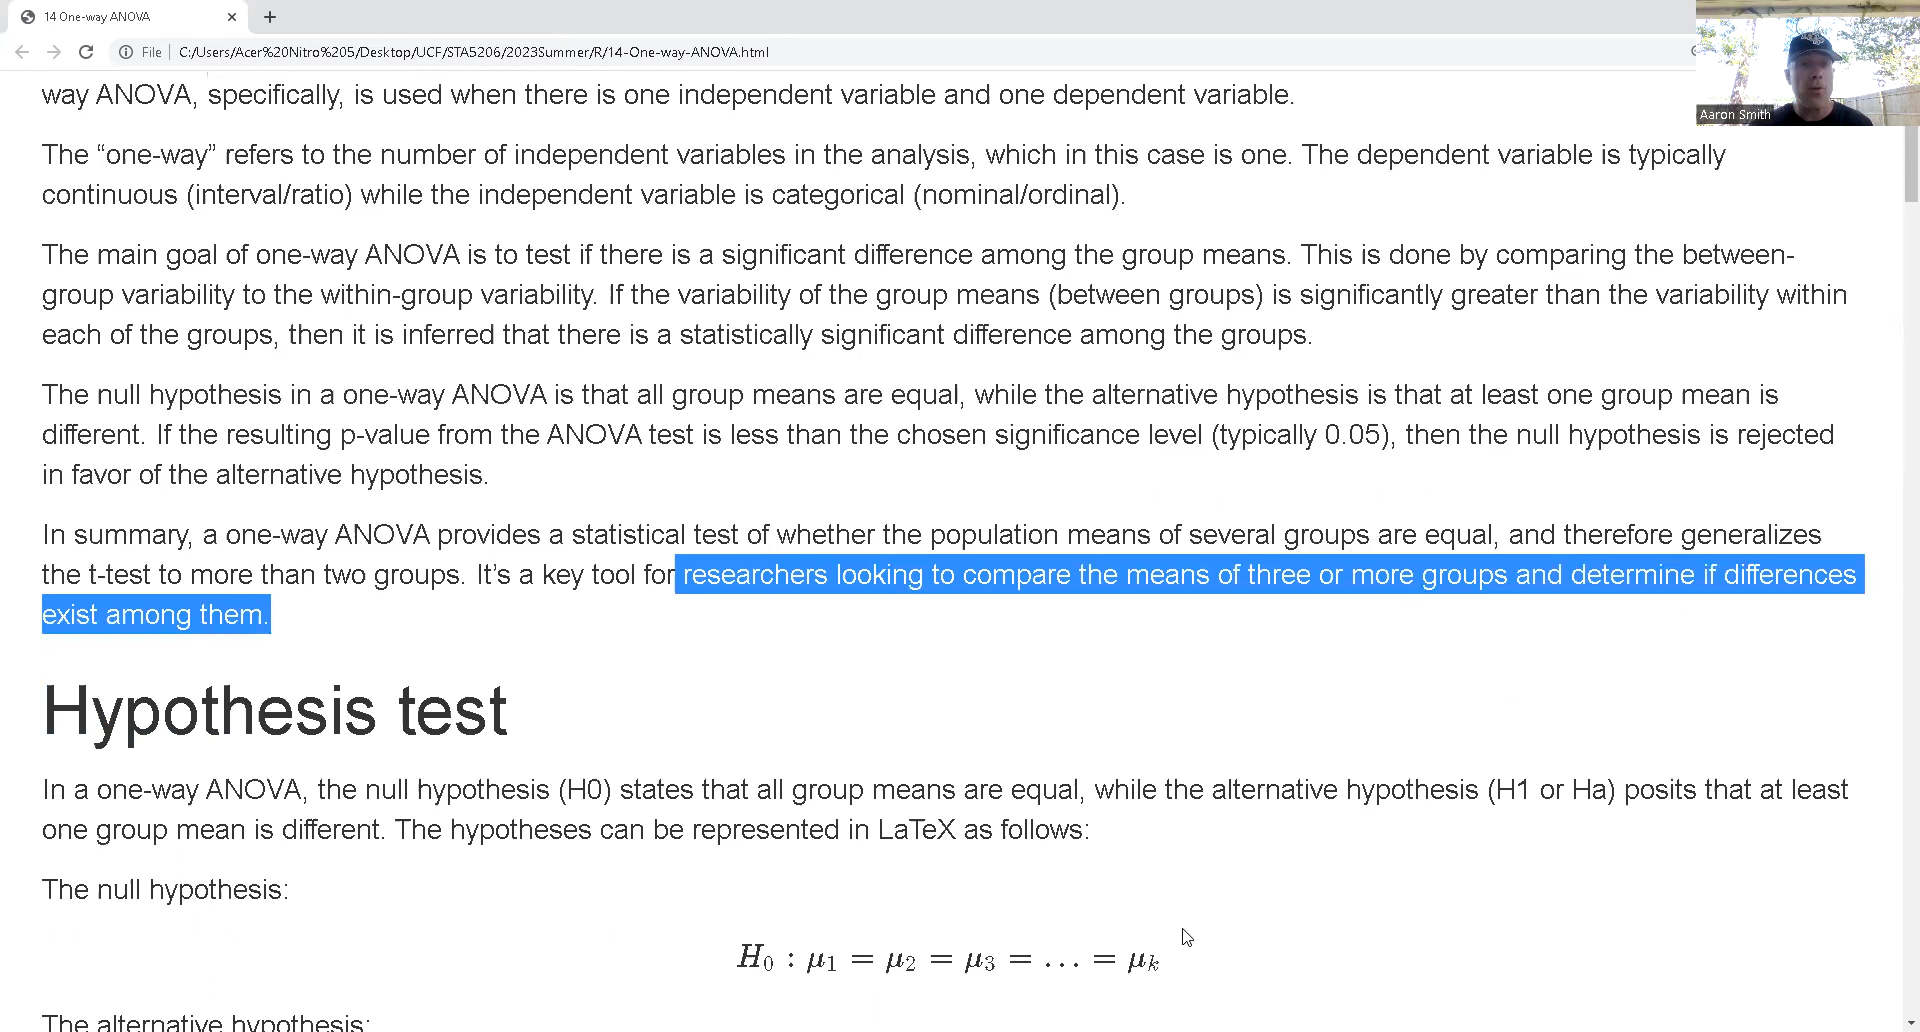 14 One-way ANOVA
File
C:/Users/Acer%20Nitro%205/Desktop/UCF/STA5206/2023Summer/R/14-One-way-ANOVA.html
Aaron Smith
way ANOVA, specifically, is used when there is one independent variable and one dependent variable.
The “one-way” refers to the number of independent variables in the analysis, which in this case is one. The dependent variable is typically
continuous (interval/ratio) while the independent variable is categorical (nominal/ordinal).
The main goal of one-way ANOVA is to test if there is a significant difference among the group means. This is done by comparing the between-
group variability to the within-group variability. If the variability of the group means (between groups) is significantly greater than the variability within
each of the groups, then it is inferred that there is a statistically significant difference among the groups.
The null hypothesis in a one-way ANOVA is that all group means are equal, while the alternative hypothesis is that at least one group mean is
different. If the resulting p-value from the ANOVA test is less than the chosen significance level (typically 0.05), then the null hypothesis is rejected
in favor of the alternative hypothesis.
In summary, a one-way ANOVA provides a statistical test of whether the population means of several groups are equal, and therefore generalizes
the t-test to more than two groups. It’s a key tool for researchers looking to compare the means of three or more groups and determine if differences
exist among them.
Hypothesis test
In a one-way ANOVA, the null hypothesis (H0) states that all group means are equal, while the alternative hypothesis (H1 or Ha) posits that at least
one group mean is different. The hypotheses can be represented in LaTeX as follows:
The null hypothesis:
H₀ : μ₁ = μ₂ = μ₃ = … = μₖ
The alternative hypothesis: